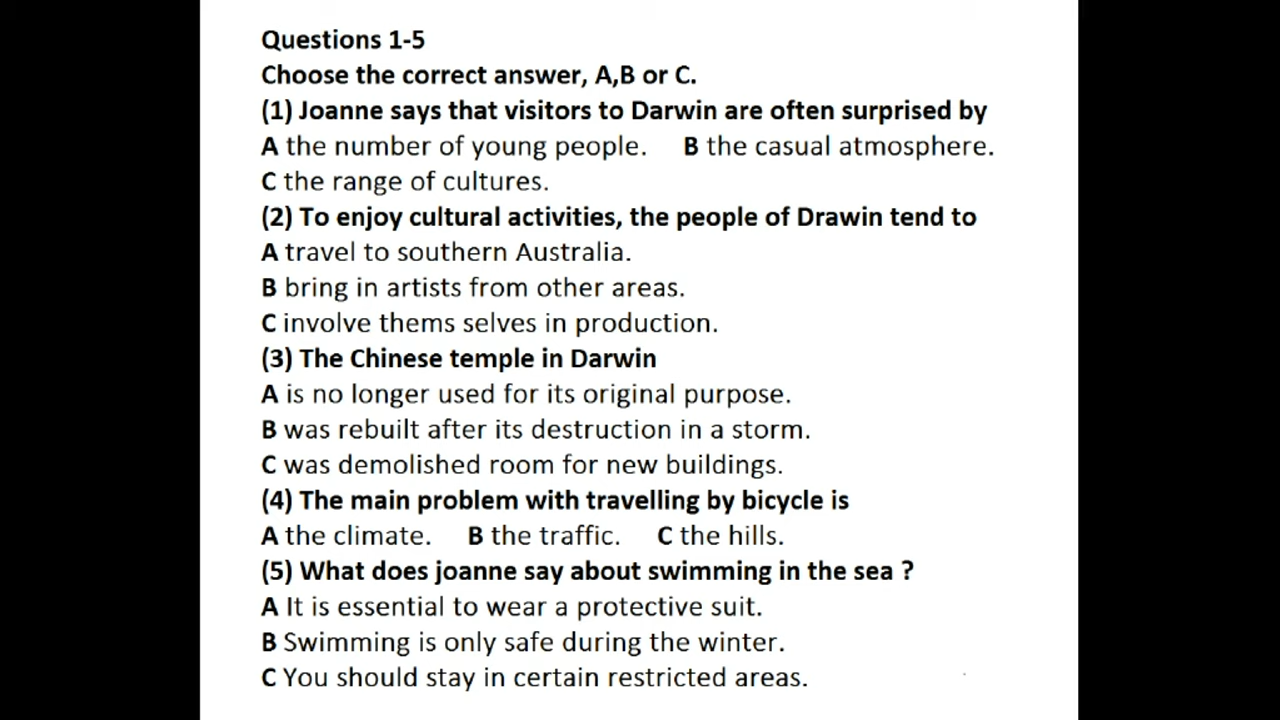 Questions 1-5
Choose the correct answer, A,B or C.
(1) Joanne says that visitors to Darwin are often surprised by
A the number of young people. B the casual atmosphere.
C the range of cultures.
(2) To enjoy cultural activities, the people of Drawin tend to
A travel to southern Australia.
B bring in artists from other areas.
C involve thems selves in production.
(3) The Chinese temple in Darwin
A is no longer used for its original purpose.
B was rebuilt after its destruction in a storm.
C was demolished room for new buildings.
(4) The main problem with travelling by bicycle is
A the climate. B the traffic. C the hills.
(5) What does joanne say about swimming in the sea ?
A It is essential to wear a protective suit.
B Swimming is only safe during the winter.
C You should stay in certain restricted areas.